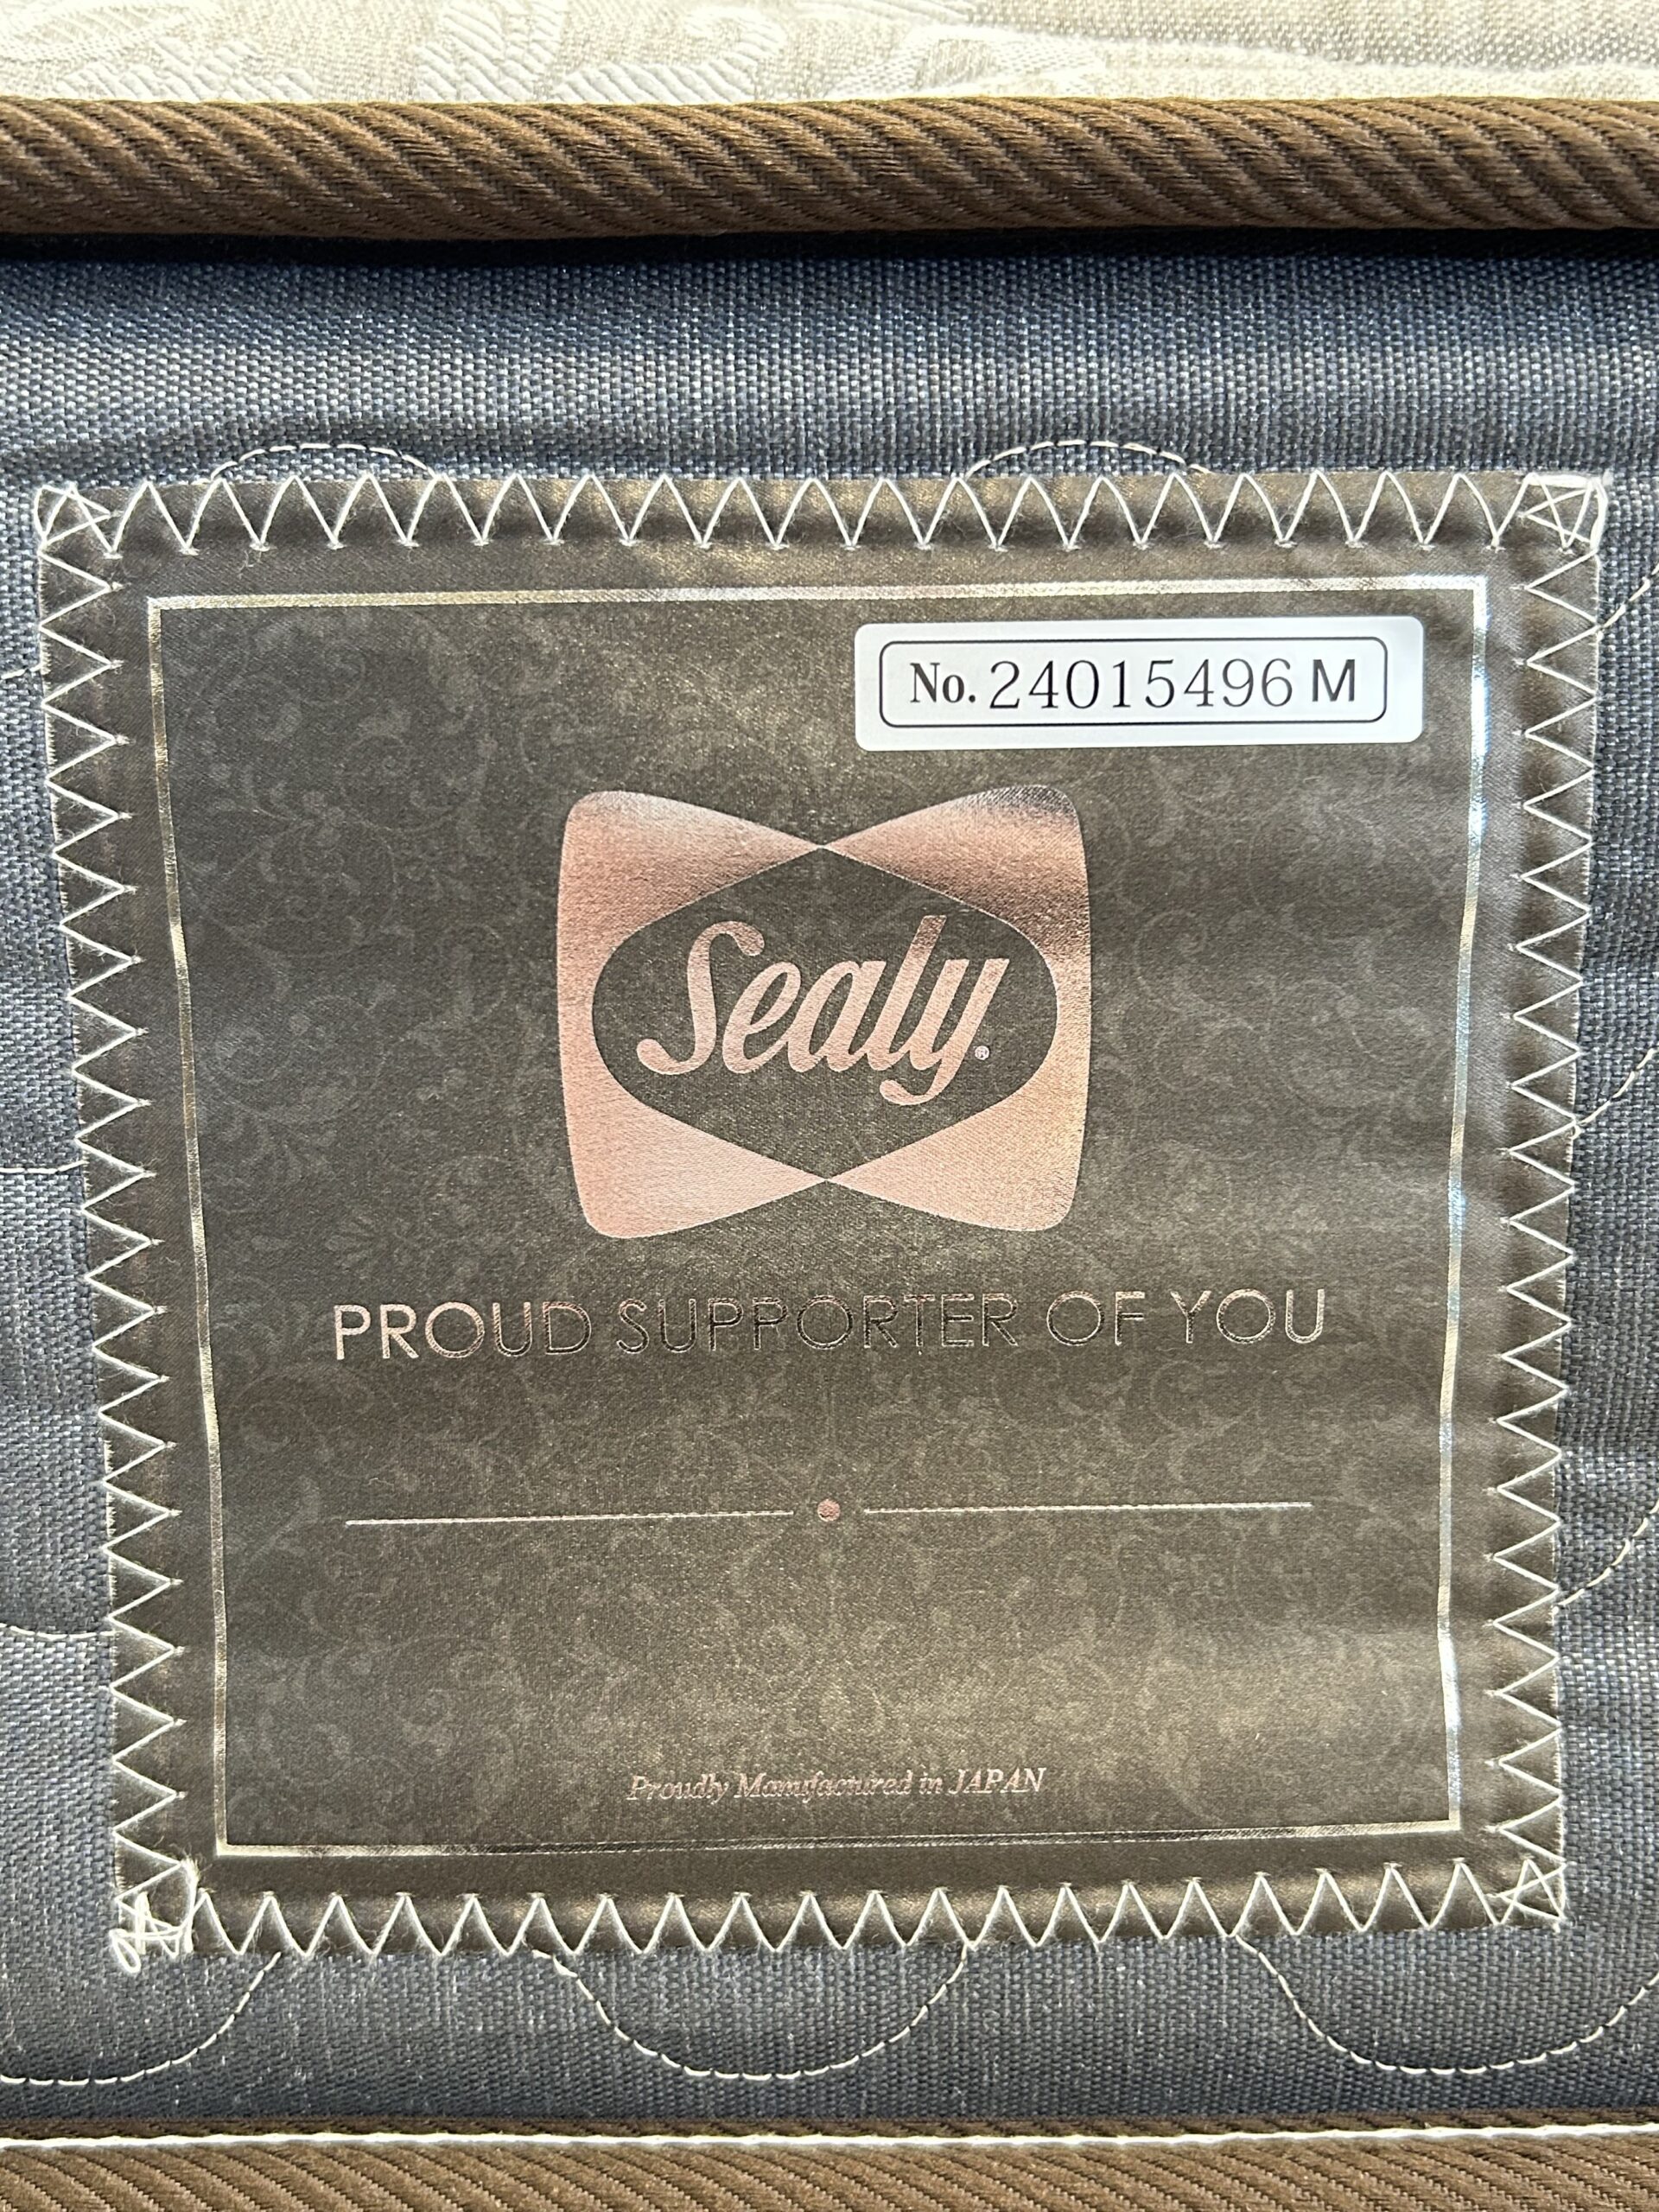 No. 24015496 M
Sealy®
PROUD SUPPORTER OF YOU
Proudly Manufactured in JAPAN